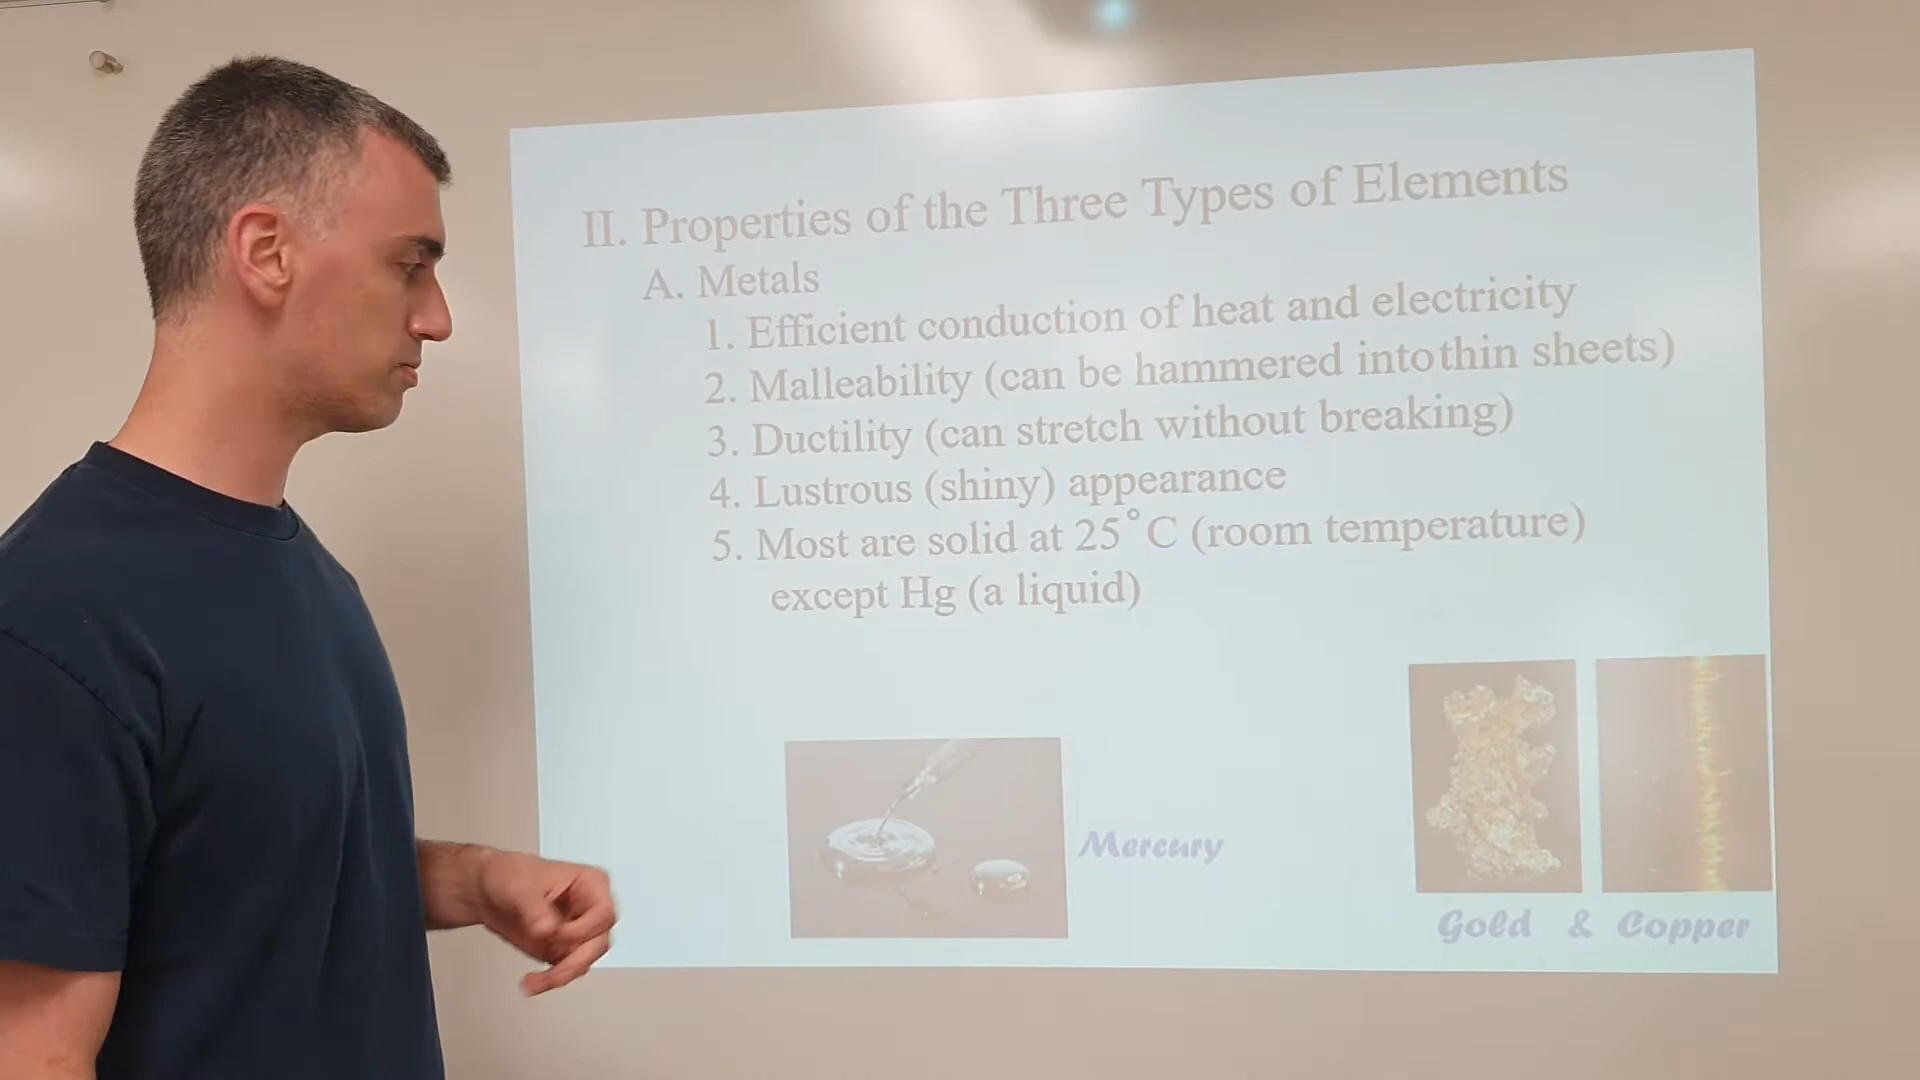 II. Properties of the Three Types of Elements
A. Metals
1. Efficient conduction of heat and electricity
2. Malleability (can be hammered into thin sheets)
3. Ductility (can stretch without breaking)
4. Lustrous (shiny) appearance
5. Most are solid at 25°C (room temperature)
except Hg (a liquid)
Mercury
Gold & Copper